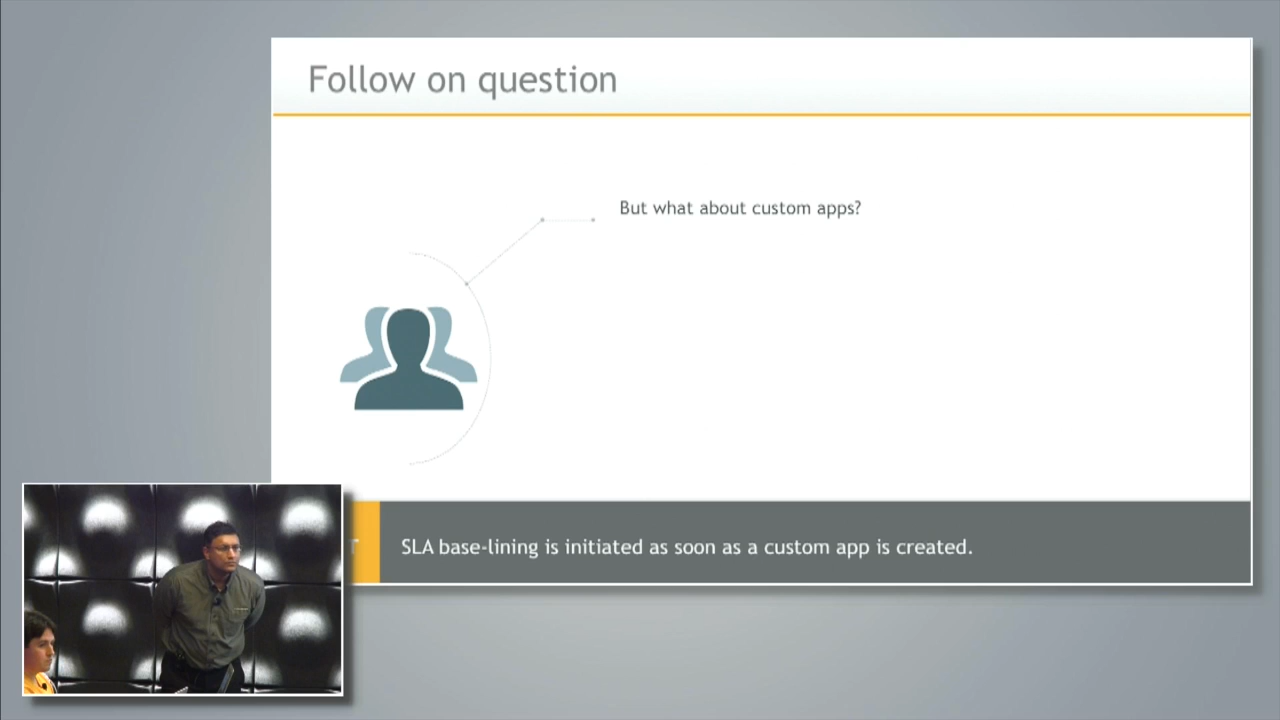 Follow on question
But what about custom apps?
T
SLA base-lining is initiated as soon as a custom app is created.